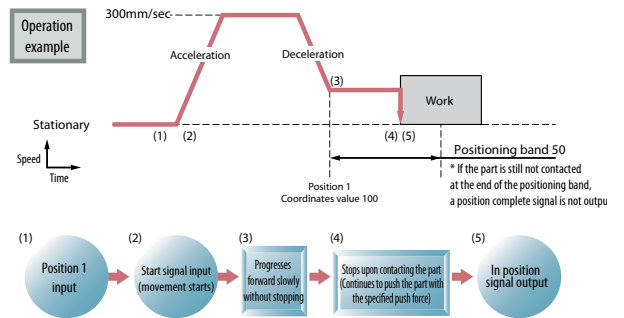 Operation
example
300mm/sec
Acceleration
Deceleration
(3)
Work
Stationary
(1) (2)
(4) (5)
Speed
Time
Positioning band 50
* If the part is still not contacted
at the end of the positioning band,
a position complete signal is not outpu
Position 1
Coordinates value 100
(1)
(2)
(3)
(4)
(5)
Position 1
input
Start signal input
(movement starts)
Progresses
forward slowly
without stopping
Stops upon contacting the part
(Continues to push the part with
the specified push force)
In position
signal output